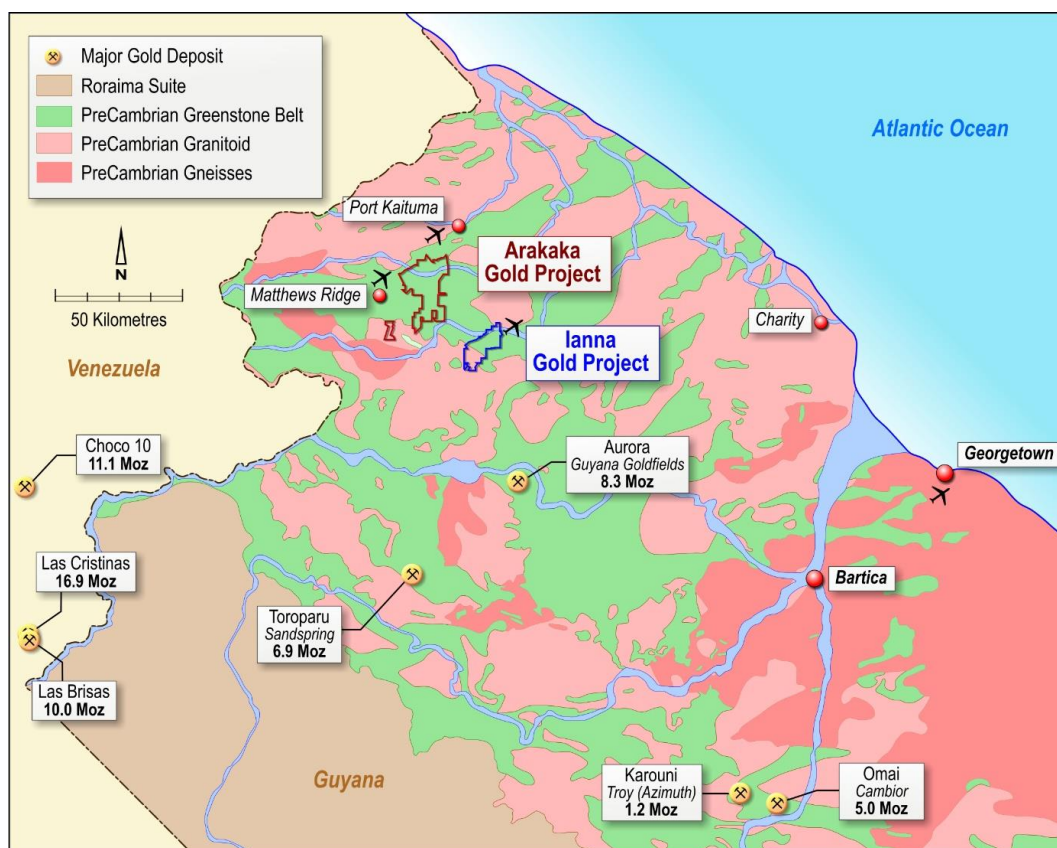 Major Gold Deposit
Roraima Suite
PreCambrian Greenstone Belt
PreCambrian Granitoid
PreCambrian Gneisses
N
50 Kilometres
Atlantic Ocean
Port Kaituma
Arakaka
Gold Project
Matthews Ridge
Ianna
Gold Project
Charity
Venezuela
Choco 10
11.1 Moz
Aurora
Guyana Goldfields
8.3 Moz
Georgetown
Las Cristinas
16.9 Moz
Bartica
Toroparu
Sandspring
6.9 Moz
Las Brisas
10.0 Moz
Guyana
Karouni
Troy (Azimuth)
1.2 Moz
Omai
Cambior
5.0 Moz